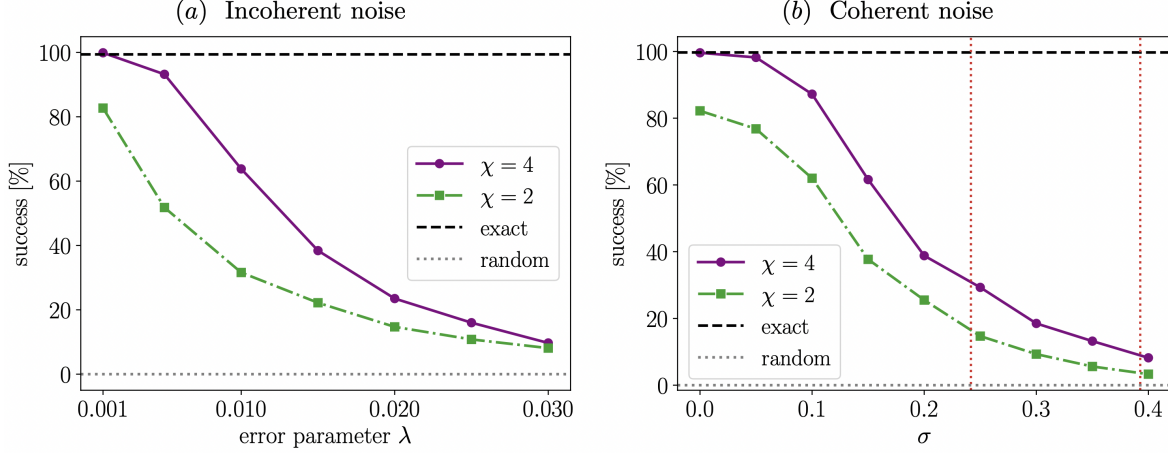 (a) Incoherent noise
success [%]
100
80
60
40
20
0
χ = 4
χ = 2
exact
random
0.001 0.010 0.020 0.030
error parameter λ
(b) Coherent noise
success [%]
100
80
60
40
20
0
χ = 4
χ = 2
exact
random
0.0 0.1 0.2 0.3 0.4
σ